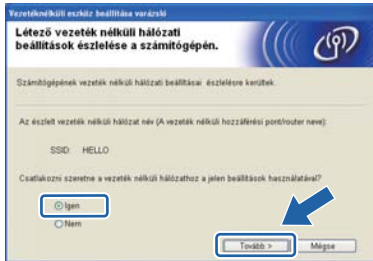 Vezetéknélküli eszköz beállítása varázsló
Létező vezeték nélküli hálózati
beállítások észlelése a számítógépén.
Számítógépének vezeték nélküli hálózati beállításai észlelésre kerültek.
Az észlelt vezeték nélküli hálózat név (A vezeték nélküli hozzáférési pont/router neve):
SSID: HELLO
Csatlakozni szeretne a vezeték nélküli hálózathoz a jelen beállítások használatával?
Igen
Nem
Tovább > Mégse